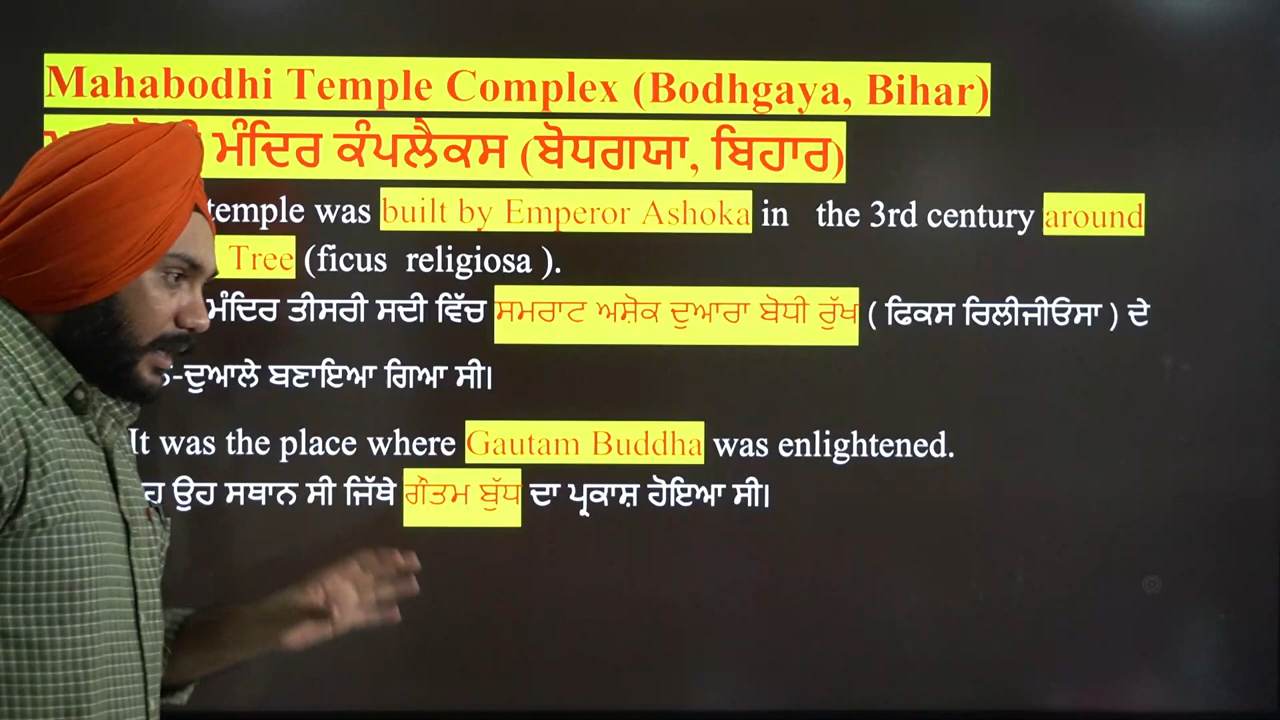 Mahabodhi Temple Complex (Bodhgaya, Bihar)
ਮੰਦਿਰ ਕੰਪਲੈਕਸ (ਬੋਧਗਯਾ, ਬਿਹਾਰ)
temple was built by Emperor Ashoka in the 3rd century around
Tree (ficus religiosa ).
ਮੰਦਿਰ ਤੀਸਰੀ ਸਦੀ ਵਿੱਚ ਸਮਰਾਟ ਅਸ਼ੋਕ ਦੁਆਰਾ ਬੋਧੀ ਰੁੱਖ ( ਫਿਕਸ ਰਿਲੀਜੀਓਸਾ ) ਦੇ
-ਦੁਆਲੇ ਬਣਾਇਆ ਗਿਆ ਸੀ।
It was the place where Gautam Buddha was enlightened.
ਉਹ ਸਥਾਨ ਸੀ ਜਿੱਥੇ ਗੌਤਮ ਬੁੱਧ ਦਾ ਪ੍ਰਕਾਸ਼ ਹੋਇਆ ਸੀ।